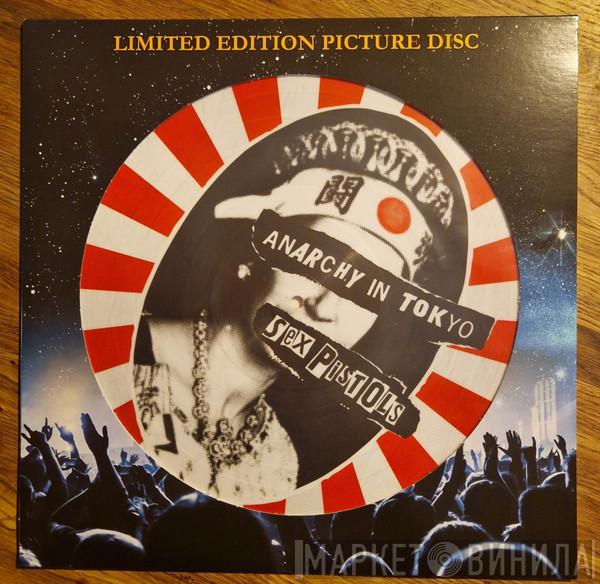 LIMITED EDITION PICTURE DISC
闘
ANARCHY IN TOKYO
Sex PiSTOLs
МАРКЕТ ВИНИЛА